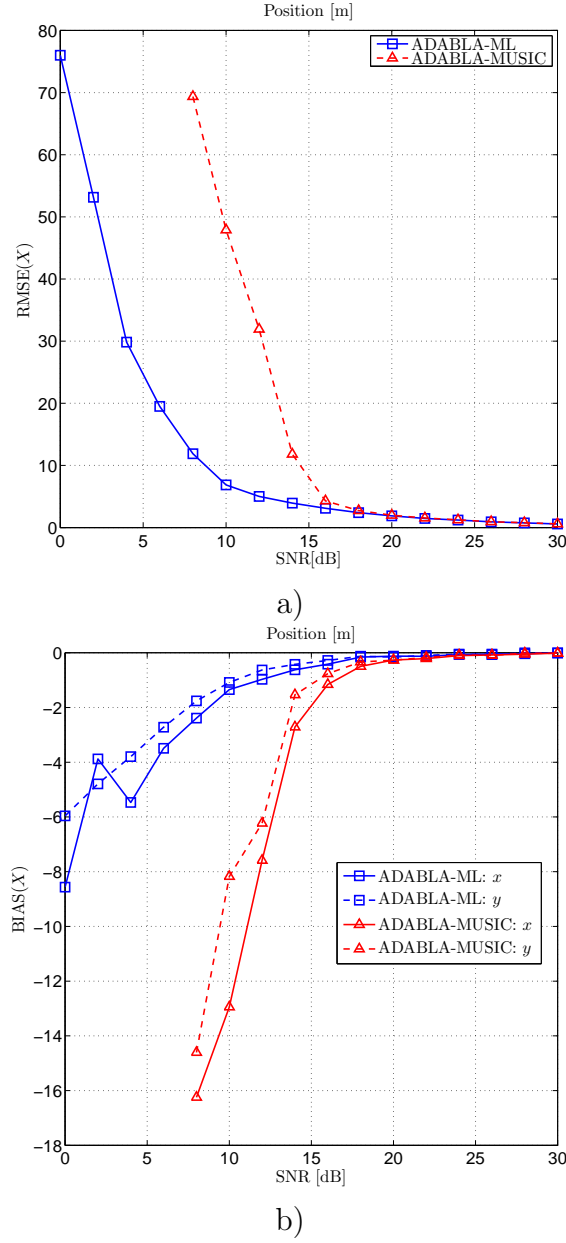 Position [m]
80
70
60
50
40
30
20
10
0
RMSE(X)
ADABLA-ML
ADABLA-MUSIC
0 5 10 15 20 25 30
SNR[dB]
a)
Position [m]
0
−2
−4
−6
−8
−10
−12
−14
−16
−18
BIAS(X)
ADABLA-ML: x
ADABLA-ML: y
ADABLA-MUSIC: x
ADABLA-MUSIC: y
0 5 10 15 20 25 30
SNR [dB]
b)